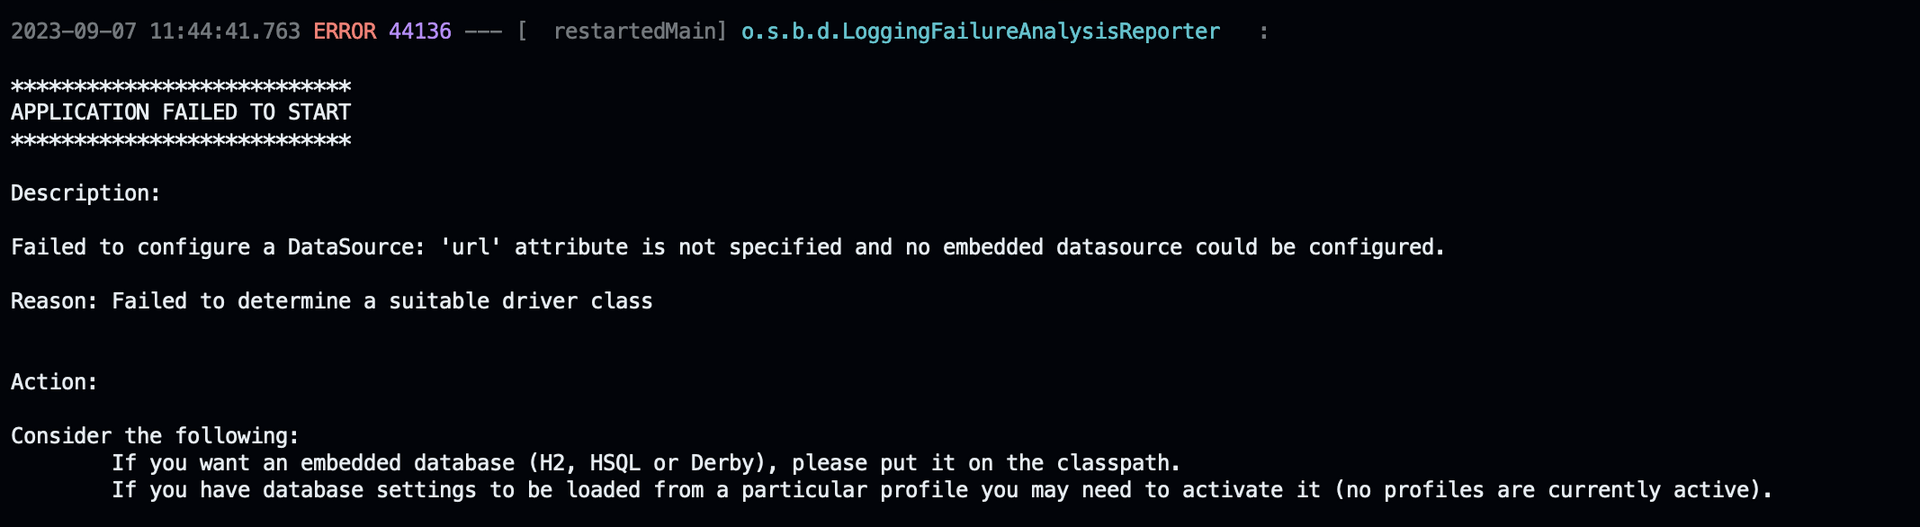 2023-09-07 11:44:41.763 ERROR 44136 --- [  restartedMain] o.s.b.d.LoggingFailureAnalysisReporter   :
***************************
APPLICATION FAILED TO START
***************************
Description:
Failed to configure a DataSource: 'url' attribute is not specified and no embedded datasource could be configured.
Reason: Failed to determine a suitable driver class
Action:
Consider the following:
	If you want an embedded database (H2, HSQL or Derby), please put it on the classpath.
	If you have database settings to be loaded from a particular profile you may need to activate it (no profiles are currently active).